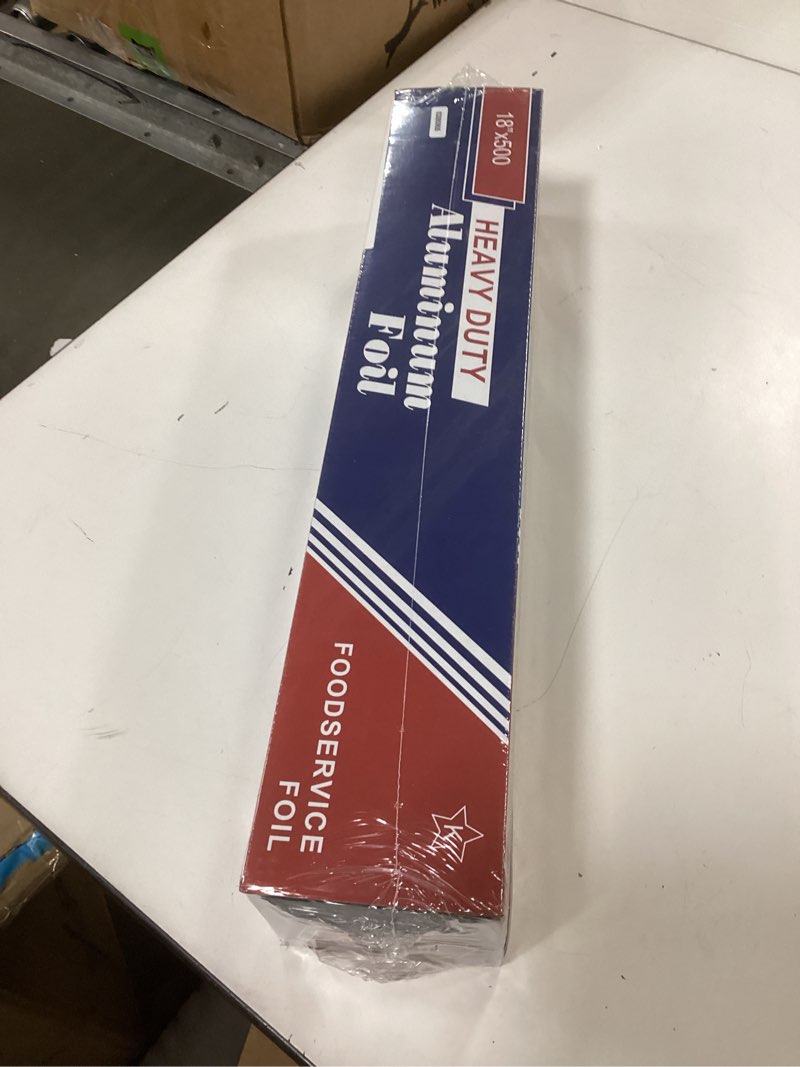 18"x500
HEAVY DUTY
Aluminum
Foil
FOODSERVICE
FOIL
K